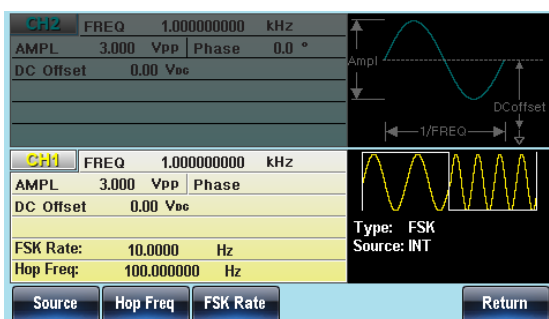 CH2 FREQ 1.000000000 kHz
AMPL 3.000 Vpp Phase 0.0 °
DC Offset 0.00 VDC
Ampl
DCoffset
1/FREQ
CH1 FREQ 1.000000000 kHz
AMPL 3.000 Vpp Phase
DC Offset 0.00 VDC
FSK Rate: 10.0000 Hz
Hop Freq: 100.000000 Hz
Type: FSK
Source: INT
Source Hop Freq FSK Rate Return